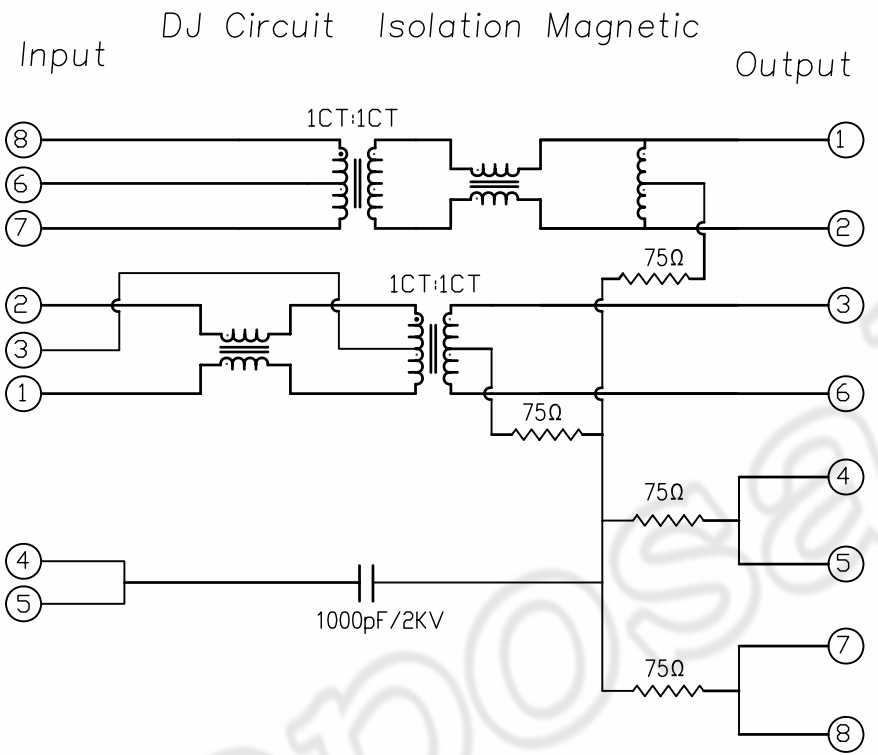 DJ Circuit Isolation Magnetic
Input
Output
1CT:1CT
8
1
6
7
2
75Ω
1CT:1CT
2
3
3
1
6
75Ω
4
75Ω
4
5
5
1000pF/2KV
7
75Ω
8